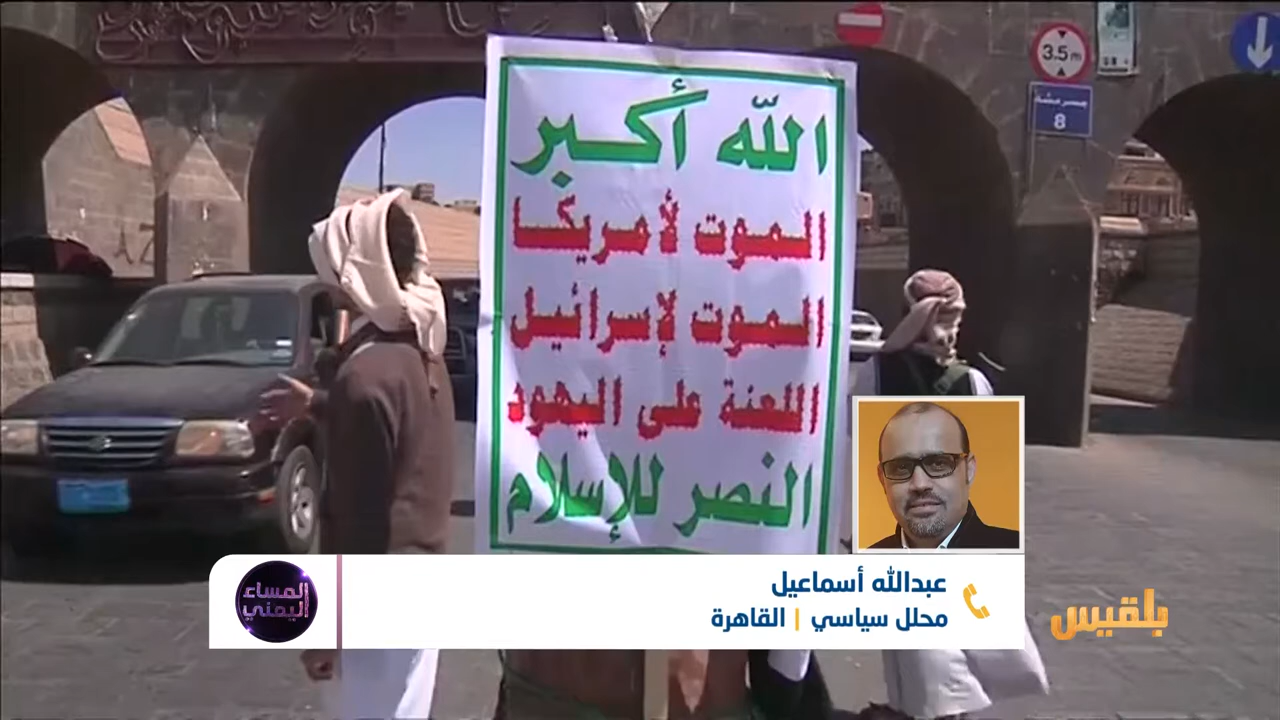 3.5m
8
الله أكبر
الموت لأمريكا
الموت لإسرائيل
اللعنة على اليهود
النصر للإسلام
عبدالله أسماعيل
محلل سياسي | القاهرة
المساء اليمني
بلقيس